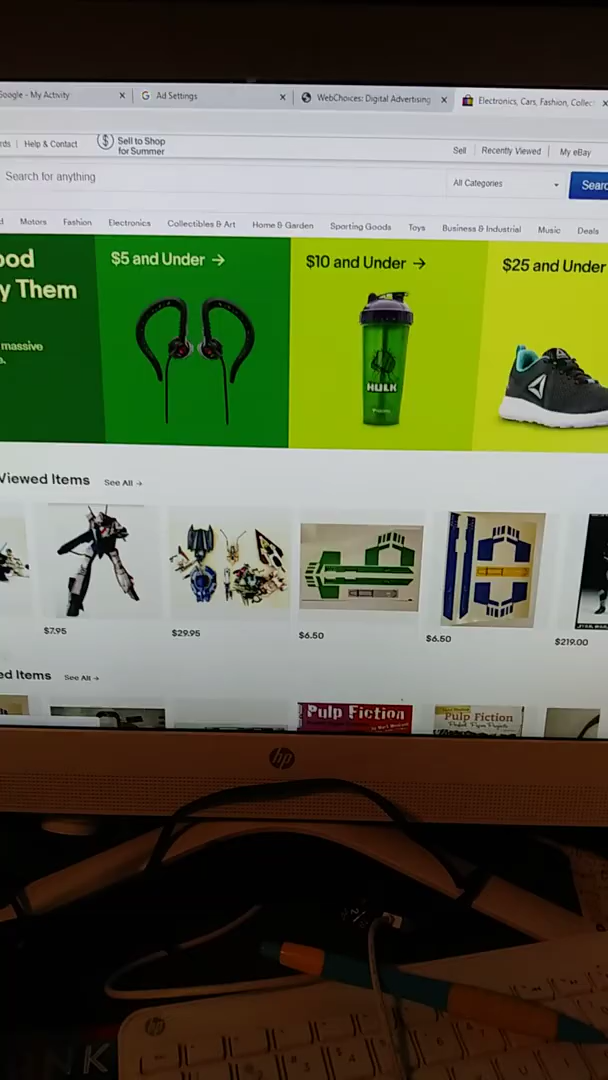 Google - My Activity
Ad Settings
WebChoices: Digital Advertising
Electronics, Cars, Fashion, Collec
Help & Contact
Sell to Shop
for Summer
Sell
Recently Viewed
My eBay
Search for anything
All Categories
Searc
Motors
Fashion
Electronics
Collectibles & Art
Home & Garden
Sporting Goods
Toys
Business & Industrial
Music
Deals
ood
y Them
massive
$5 and Under →
$10 and Under →
$25 and Under
HULK
Viewed Items
See All →
$7.95
$29.95
$6.50
$6.50
$219.00
ed Items
See All →
Pulp Fiction
Pulp Fiction
hp
hp
NK